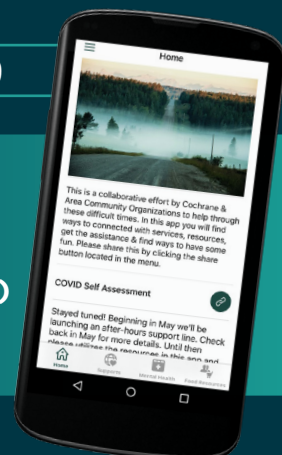 Home
This is a collaborative effort by Cochrane &
Area Community Organizations to help through
these difficult times. In this app you will find
ways to connected with services, resources,
get the assistance & find ways to have some
fun. Please share this by clicking the share
button located in the menu.
COVID Self Assessment
Stayed tuned! Beginning in May we'll be
launching an after-hours support line. Check
back in May for more details. Until then
please utilize the resources in this app and
Home
Supports
Mental Health
Food Resources